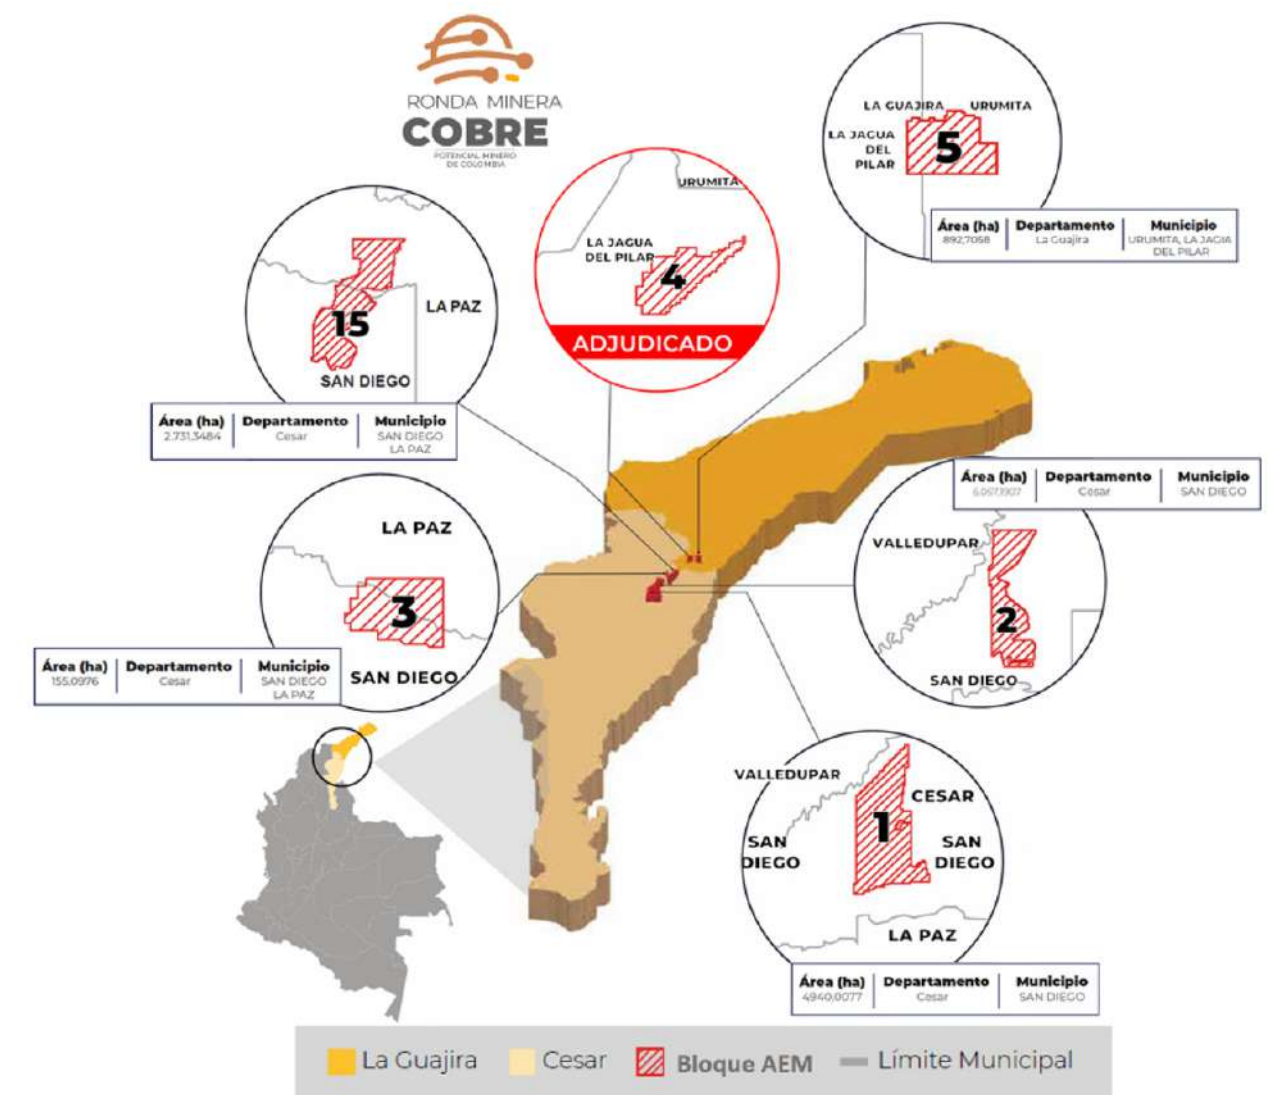 RONDA MINERA
COBRE
POTENCIAL MINERO
DE COLOMBIA
LA GUAJIRA
URUMITA
LA JAGUA
DEL
PILAR
5
Área (ha) Departamento Municipio
892,7058 La Guajira URUMITA, LA JAGIA
DEL PILAR
URUMITA
LA JAGUA
DEL PILAR
4
ADJUDICADO
15
LA PAZ
SAN DIEGO
Área (ha) Departamento Municipio
2.731,3484 Cesar SAN DIEGO
LA PAZ
Área (ha) Departamento Municipio
Cesar SAN DIEGO
VALLEDUPAR
2
SAN DIEGO
LA PAZ
3
SAN DIEGO
Área (ha) Departamento Municipio
155,0976 Cesar SAN DIEGO
LA PAZ
VALLEDUPAR
CESAR
1
SAN
DIEGO
SAN
DIEGO
LA PAZ
Área (ha) Departamento Municipio
4940,0077 Cesar SAN DIEGO
La Guajira Cesar Bloque AEM Límite Municipal